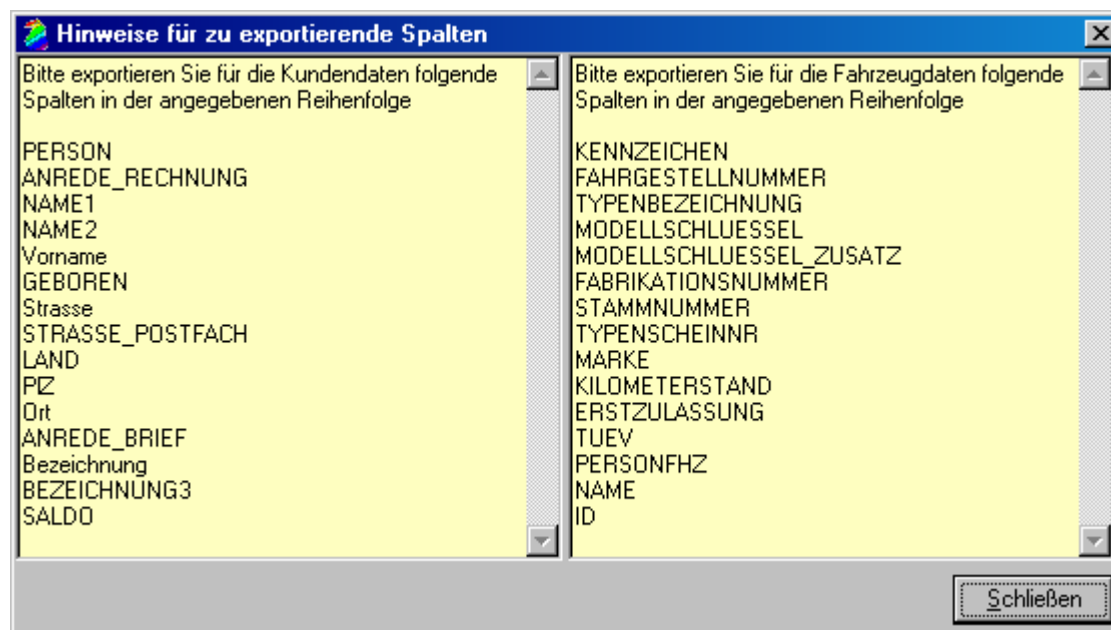 Hinweise für zu exportierende Spalten
Bitte exportieren Sie für die Kundendaten folgende
Spalten in der angegebenen Reihenfolge
PERSON
ANREDE_RECHNUNG
NAME1
NAME2
Vorname
GEBOREN
Strasse
STRASSE_POSTFACH
LAND
PlZ
Ort
ANREDE_BRIEF
Bezeichnung
BEZEICHNUNG3
SALDO
Bitte exportieren Sie für die Fahrzeugdaten folgende
Spalten in der angegebenen Reihenfolge
KENNZEICHEN
FAHRGESTELLNUMMER
TYPENBEZEICHNUNG
MODELLSCHLUESSEL
MODELLSCHLUESSEL_ZUSATZ
FABRIKATIONSNUMMER
STAMMNUMMER
TYPENSCHEINNR
MARKE
KILOMETERSTAND
ERSTZULASSUNG
TUEV
PERSONFHZ
NAME
ID
Schließen